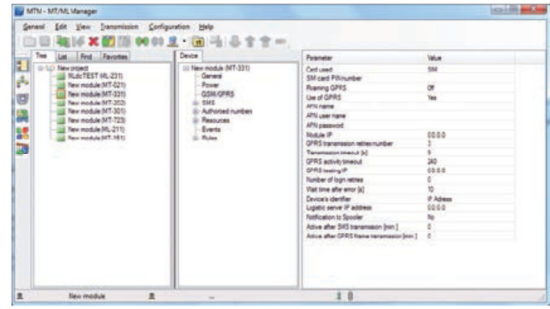 MTM - MT/ML Manager
General Edit View Transmission Configuration Help
Tree List Find Favorites
New project
XLdcTEST (ML-231)
New module (MT-021)
New module (MT-331)
New module (MT-202)
New module (MT-301)
New module (MT-723)
New module (ML-211)
New module (MT-151)
Device
New module (MT-331)
General
Power
GSM/GPRS
SMS
Authorized numbers
Resources
Events
Rules
Parameter Value
Card used SIM
SIM card PIN number
Roaming GPRS Off
Use of GPRS Yes
APN name
APN user name
APN password
Module IP 0.0.0.0
GPRS transmission retries number 3
Transmission timeout [s]
GPRS activity timeout 240
GPRS testing IP 0.0.0.0
Number of login retries 0
Wait time after error [s] 10
Device's identifier IP Adress
Logistic server IP address 0.0.0.0
Notification to Spooler No
Active after SMS transmission [min.] 0
Active after GPRS frame transmission [min.] 0
New module